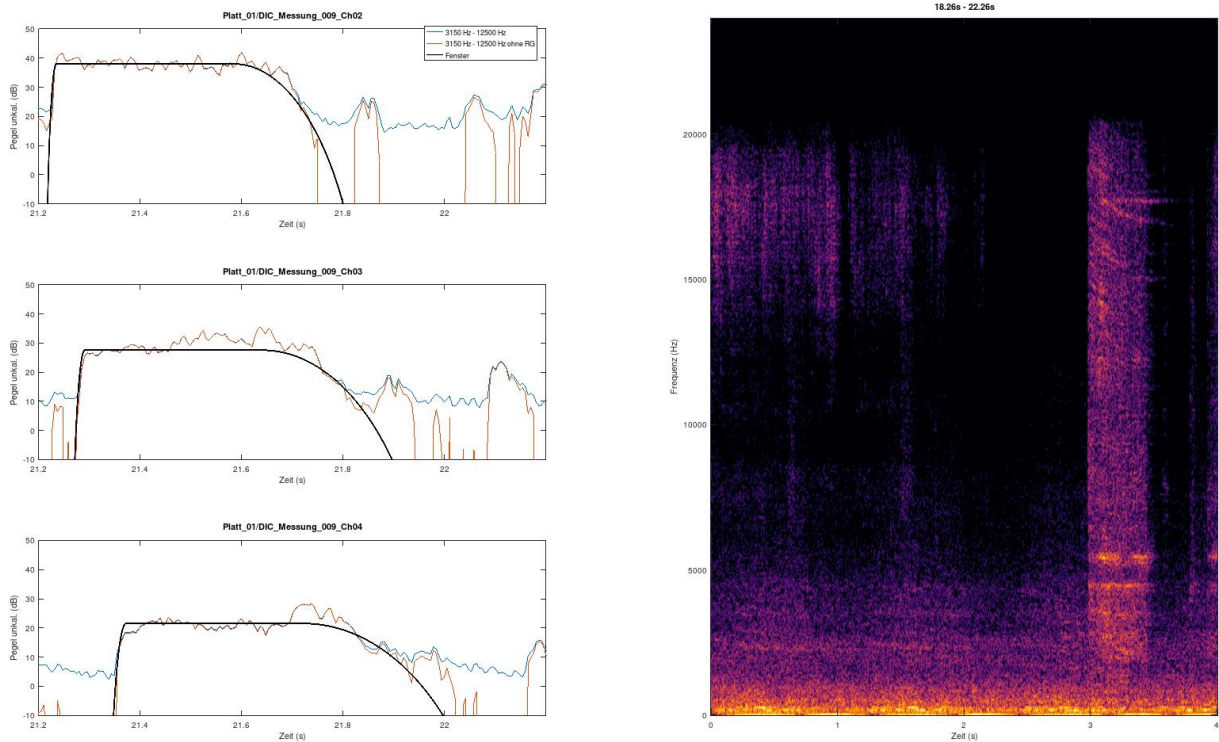 Platt_01/DIC_Messung_009_Ch02
50
40
30
20
10
0
-10
21.2 21.4 21.6 21.8 22
Pegel unkal. (dB)
Zeit (s)
3150 Hz - 12500 Hz
3150 Hz - 12500 Hz ohne RG
Fenster
Platt_01/DIC_Messung_009_Ch03
50
40
30
20
10
0
-10
21.2 21.4 21.6 21.8 22
Pegel unkal. (dB)
Zeit (s)
Platt_01/DIC_Messung_009_Ch04
50
40
30
20
10
0
-10
21.2 21.4 21.6 21.8 22
Pegel unkal. (dB)
Zeit (s)
18.26s - 22.26s
20000
15000
10000
5000
0
0 1 2 3 4
Frequenz (Hz)
Zeit (s)